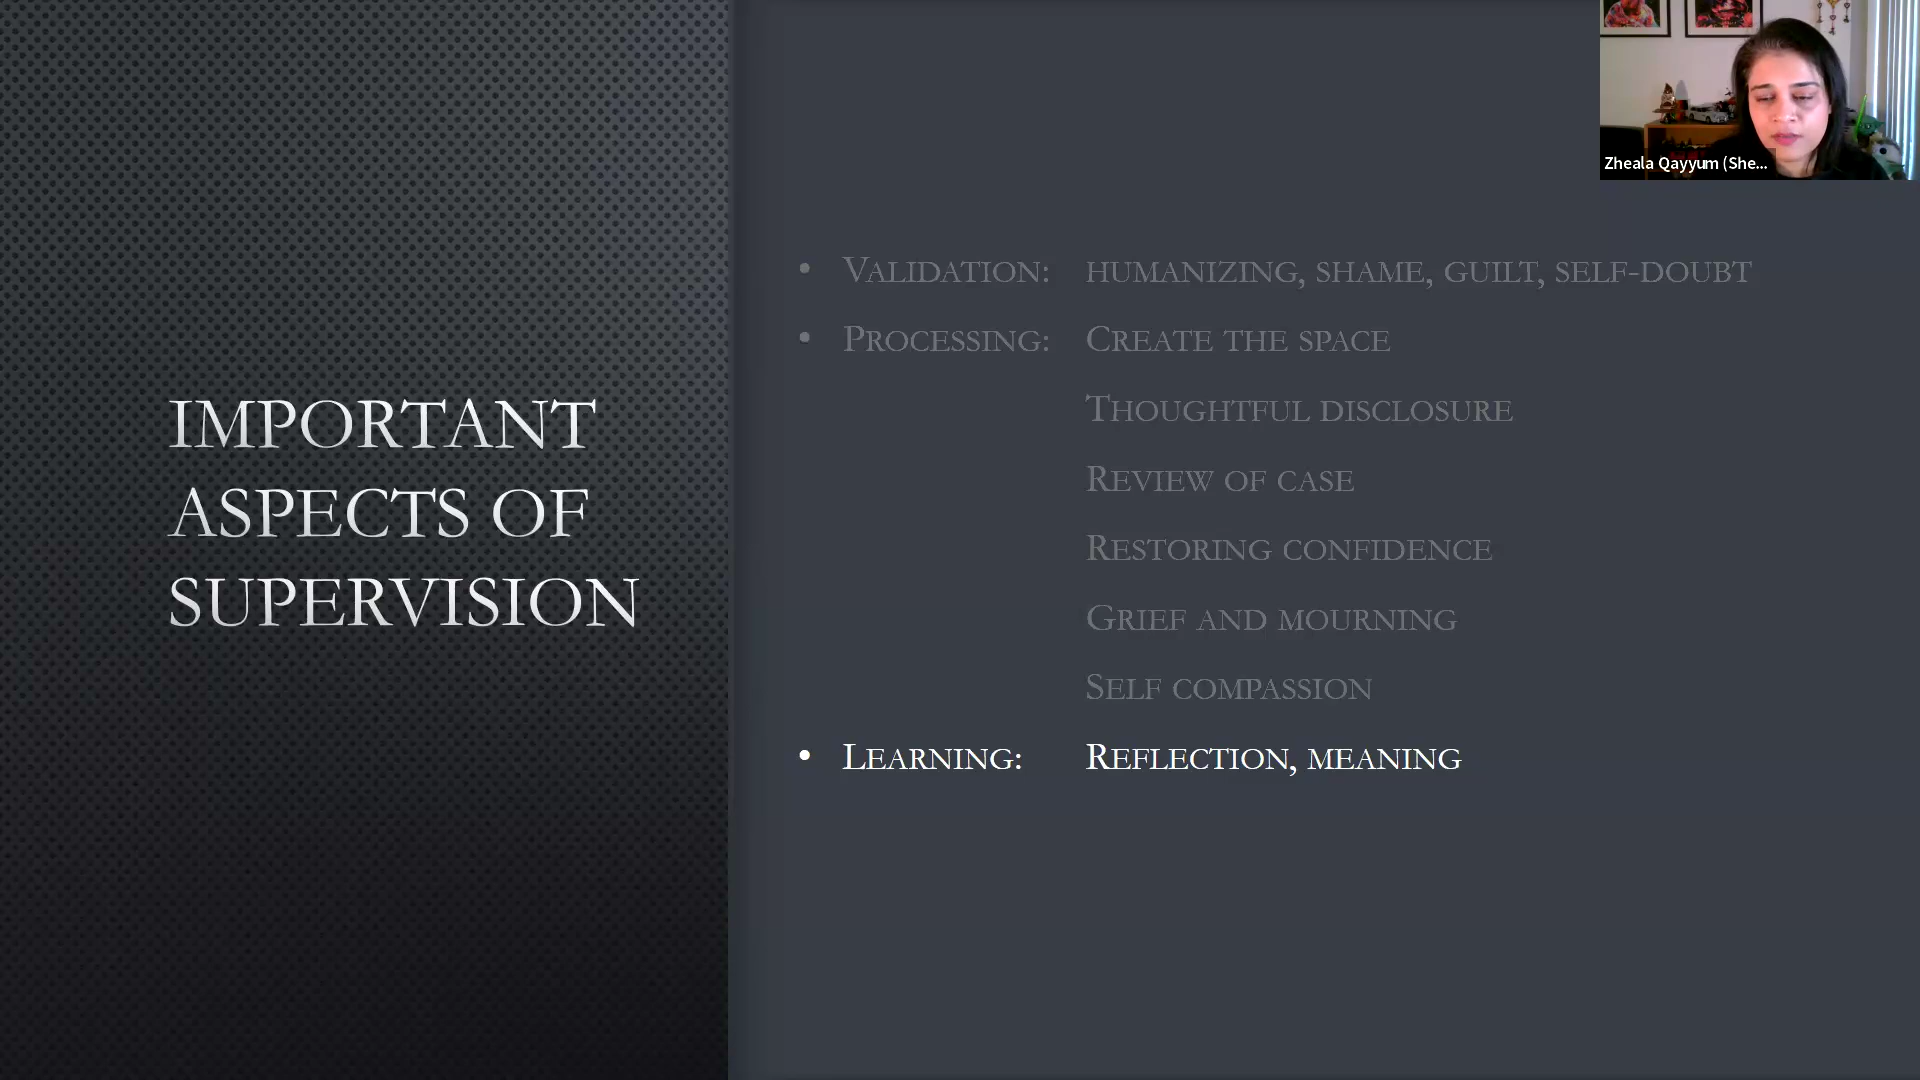 Zheala Qayyum (She...
IMPORTANT
ASPECTS OF
SUPERVISION
• Validation: humanizing, shame, guilt, self-doubt
• Processing: Create the space
Thoughtful disclosure
Review of case
Restoring confidence
Grief and mourning
Self compassion
• Learning: Reflection, meaning